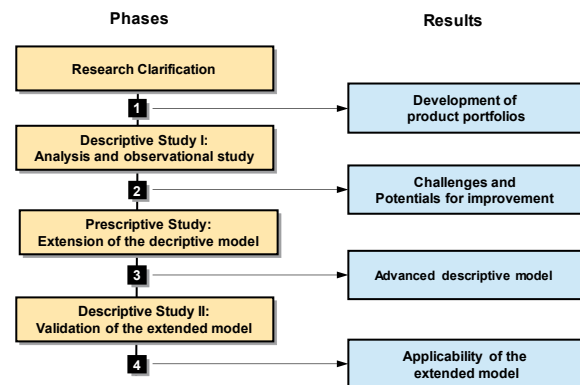 Phases
Results
Research Clarification
1
Development of
product portfolios
Descriptive Study I:
Analysis and observational study
2
Challenges and
Potentials for improvement
Prescriptive Study:
Extension of the decriptive model
3
Advanced descriptive model
Descriptive Study II:
Validation of the extended model
4
Applicability of the
extended model